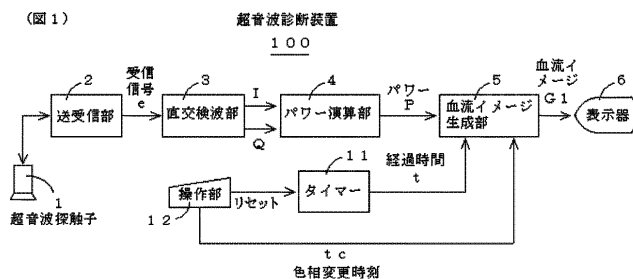 (図1)
超音波診断装置
100
2
送受信部
受信
信号
e
3
直交検波部
I
Q
4
パワー演算部
パワー
P
5
血流イメージ
生成部
血流イ
メージ
G1
6
表示器
1
超音波探触子
操作部
12
リセット
11
タイマー
経過時間
t
tc
色相変更時刻